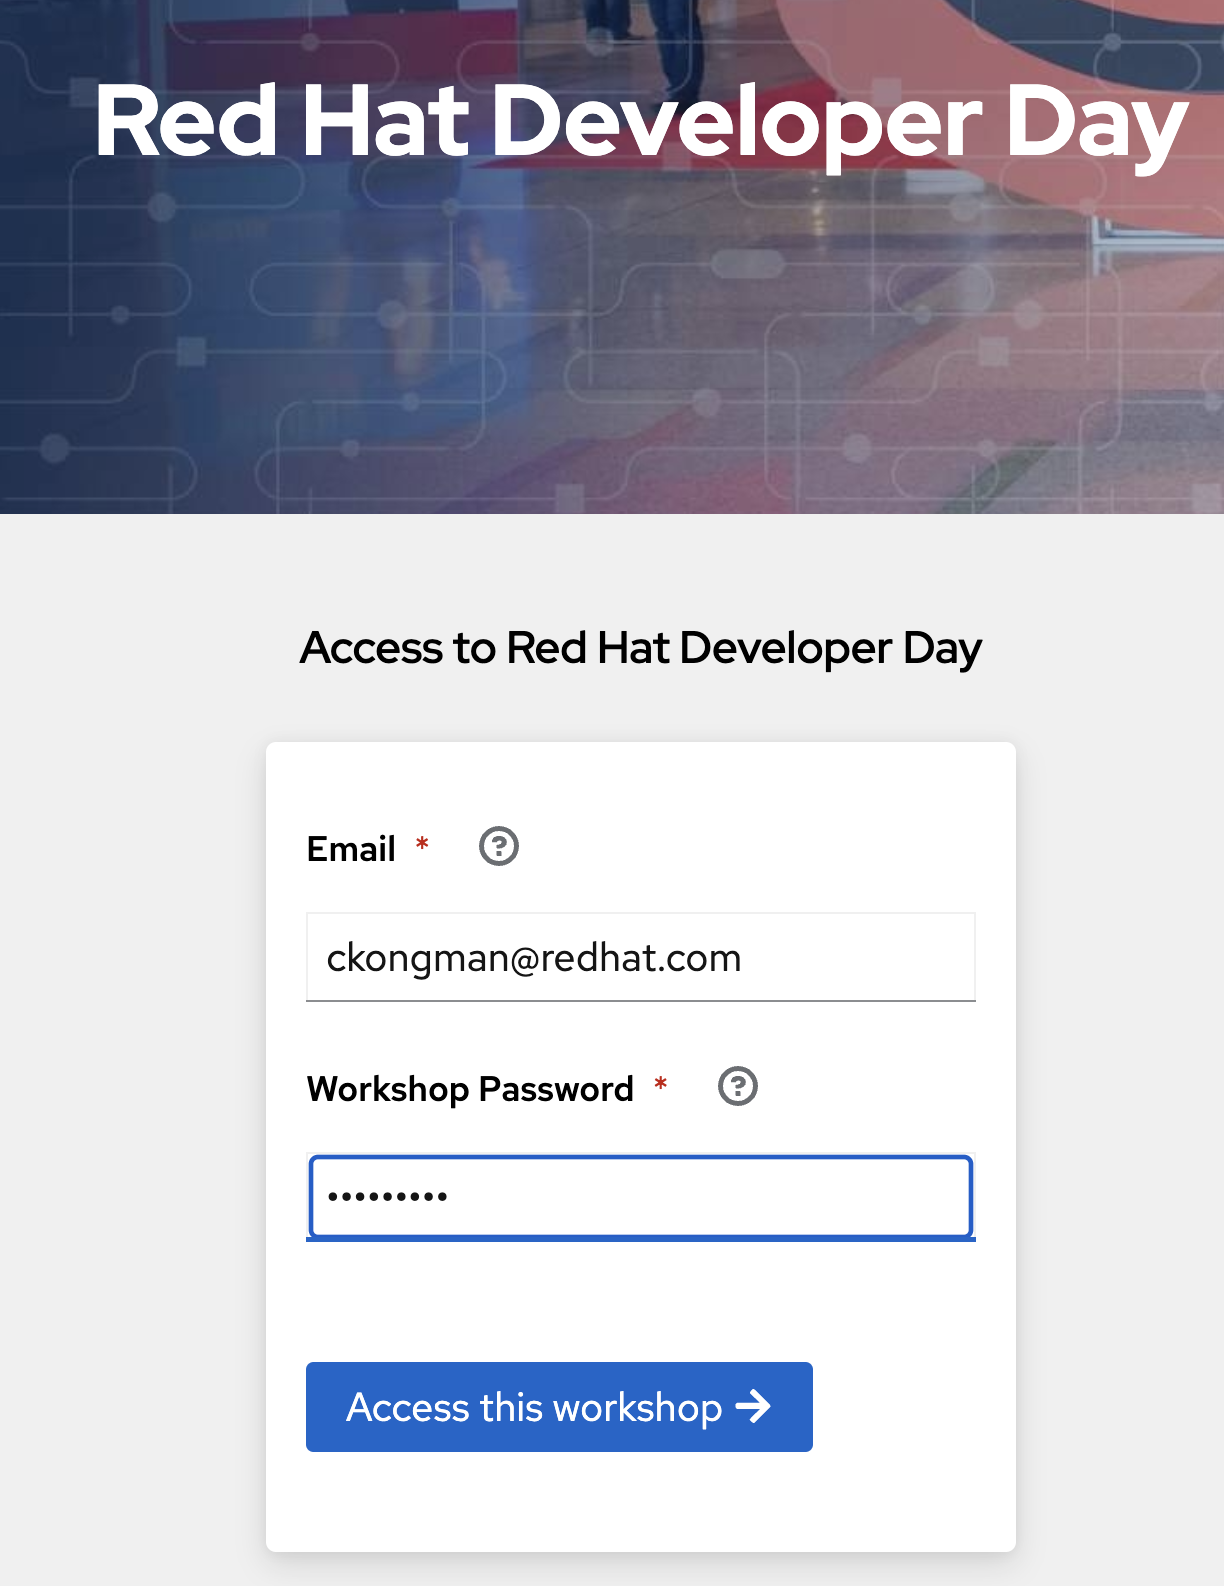 Red Hat Developer Day
Access to Red Hat Developer Day
Email *
ckongman@redhat.com
Workshop Password *
•••••••••
Access this workshop →